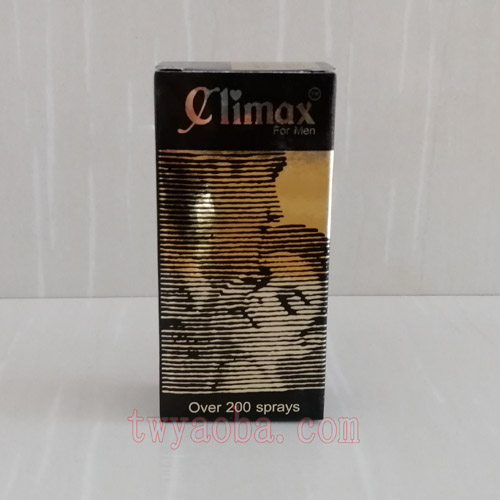 Climax
TM
For Men
Over 200 sprays
twyaoba.com